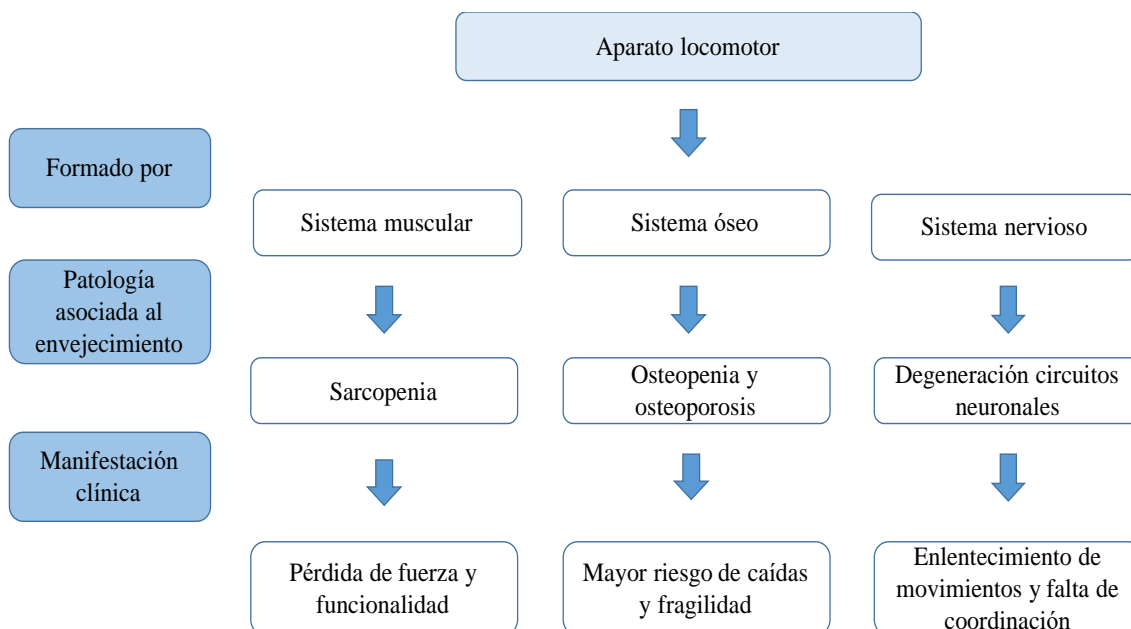 Aparato locomotor
Formado por
Sistema muscular
Sistema óseo
Sistema nervioso
Patología
asociada al
envejecimiento
Sarcopenia
Osteopenia y
osteoporosis
Degeneración circuitos
neuronales
Manifestación
clínica
Pérdida de fuerza y
funcionalidad
Mayor riesgo de caídas
y fragilidad
Enlentecimiento de
movimientos y falta de
coordinación